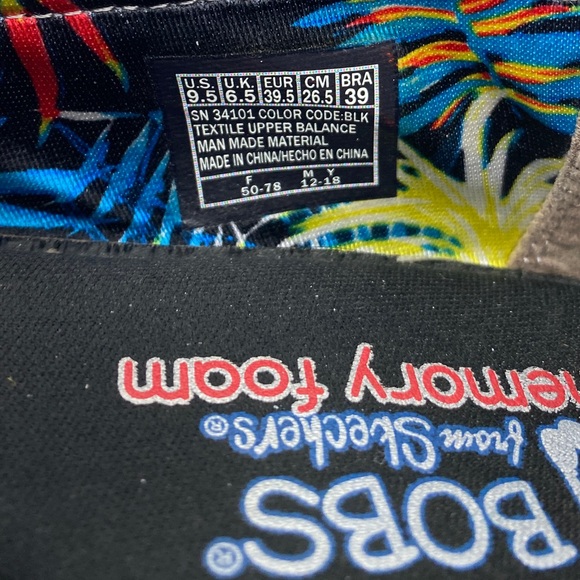 U.S. U.K. EUR CM BRA
9.5 6.5 39.5 26.5 39
SN 34101 COLOR CODE:BLK
TEXTILE UPPER BALANCE
MAN MADE MATERIAL
MADE IN CHINA/HECHO EN CHINA
F M Y
50-78 12-18
BOBS®
from Skechers®
memory foam